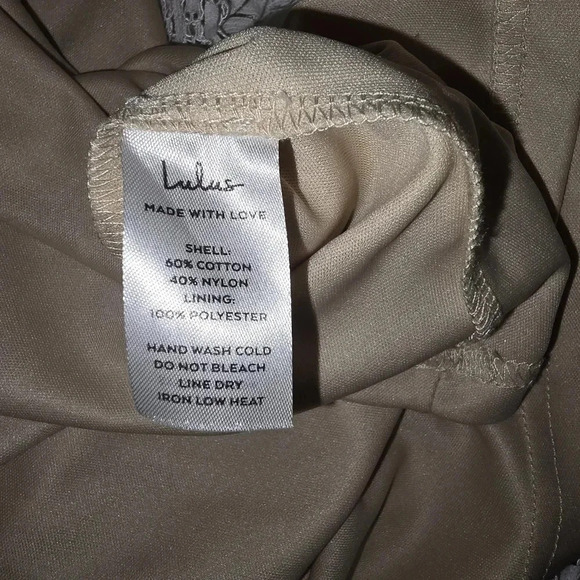 Lulus
MADE WITH LOVE
SHELL:
60% COTTON
40% NYLON
LINING:
100% POLYESTER
HAND WASH COLD
DO NOT BLEACH
LINE DRY
IRON LOW HEAT